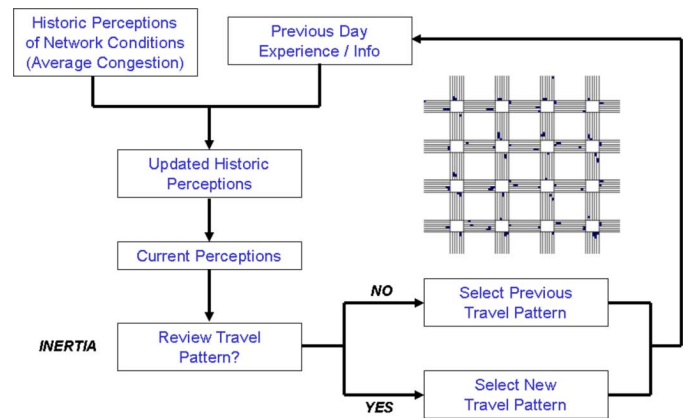 Historic Perceptions
of Network Conditions
(Average Congestion)
Previous Day
Experience / Info
Updated Historic
Perceptions
Current Perceptions
INERTIA
Review Travel
Pattern?
NO
Select Previous
Travel Pattern
YES
Select New
Travel Pattern